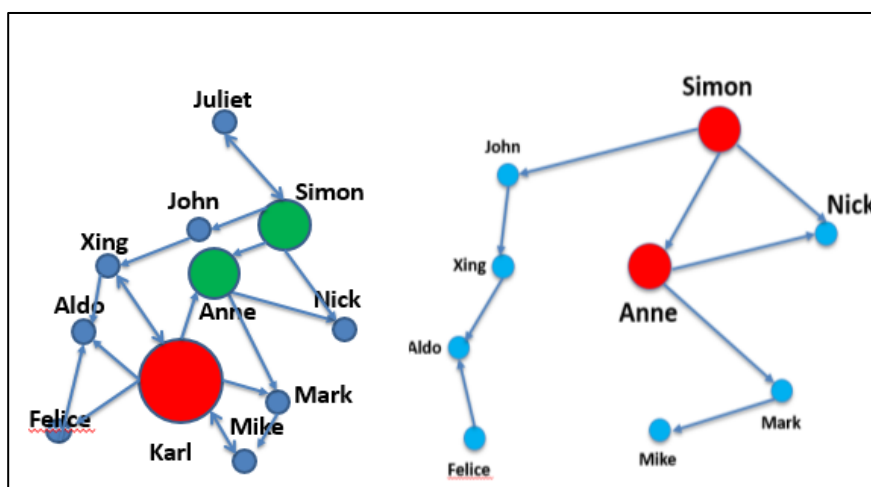 Juliet
Simon
John
Xing
Aldo
Anne
Nick
Mark
Felice
Mike
Karl
Simon
John
Nick
Xing
Anne
Aldo
Mark
Mike
Felice